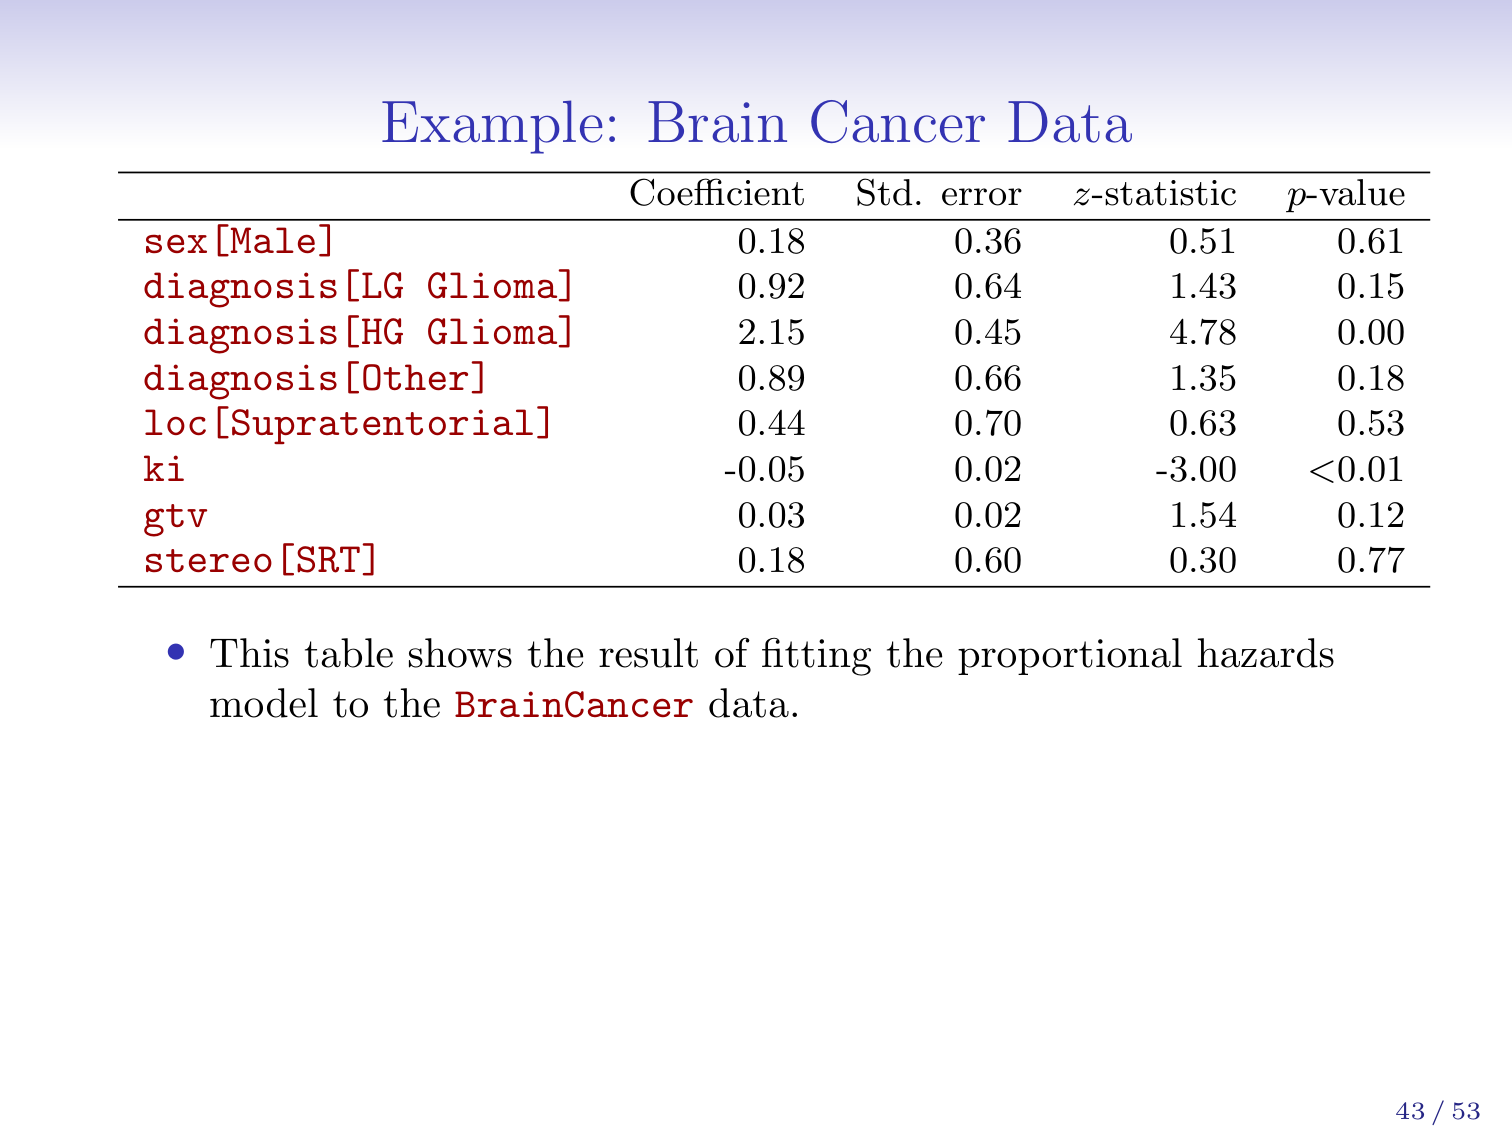 Example: Brain Cancer Data
Coefficient Std. error z-statistic p-value
sex[Male] 0.18 0.36 0.51 0.61
diagnosis[LG Glioma] 0.92 0.64 1.43 0.15
diagnosis[HG Glioma] 2.15 0.45 4.78 0.00
diagnosis[Other] 0.89 0.66 1.35 0.18
loc[Supratentorial] 0.44 0.70 0.63 0.53
ki -0.05 0.02 -3.00 <0.01
gtv 0.03 0.02 1.54 0.12
stereo[SRT] 0.18 0.60 0.30 0.77
• This table shows the result of fitting the proportional hazards
model to the BrainCancer data.
43 / 53